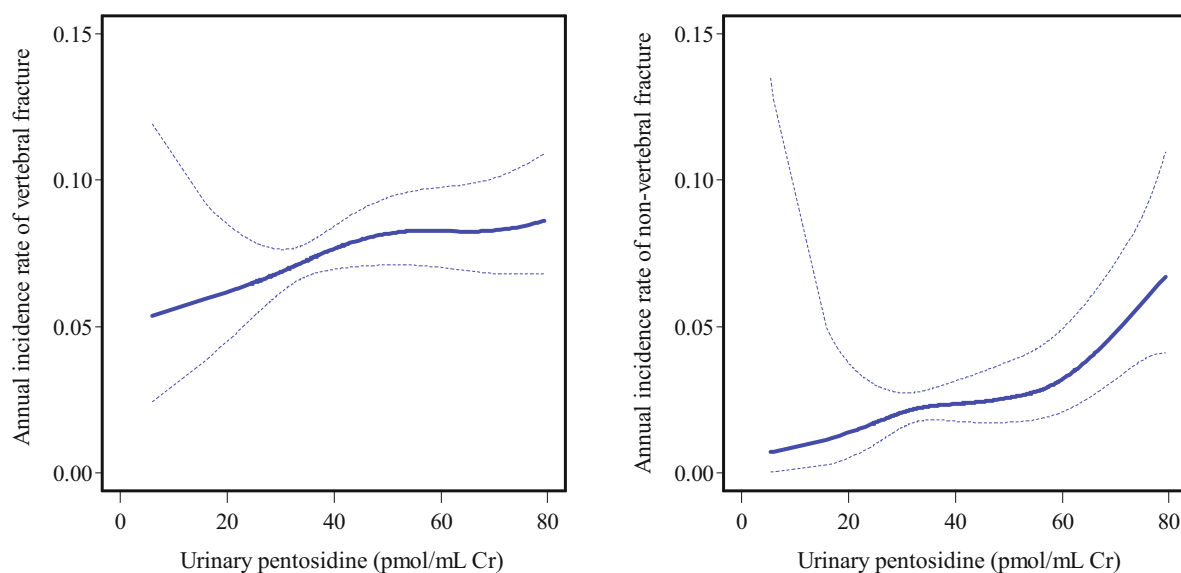 Annual incidence rate of vertebral fracture
0.15
0.10
0.05
0.00
0 20 40 60 80
Urinary pentosidine (pmol/mL Cr)
Annual incidence rate of non-vertebral fracture
0.15
0.10
0.05
0.00
0 20 40 60 80
Urinary pentosidine (pmol/mL Cr)